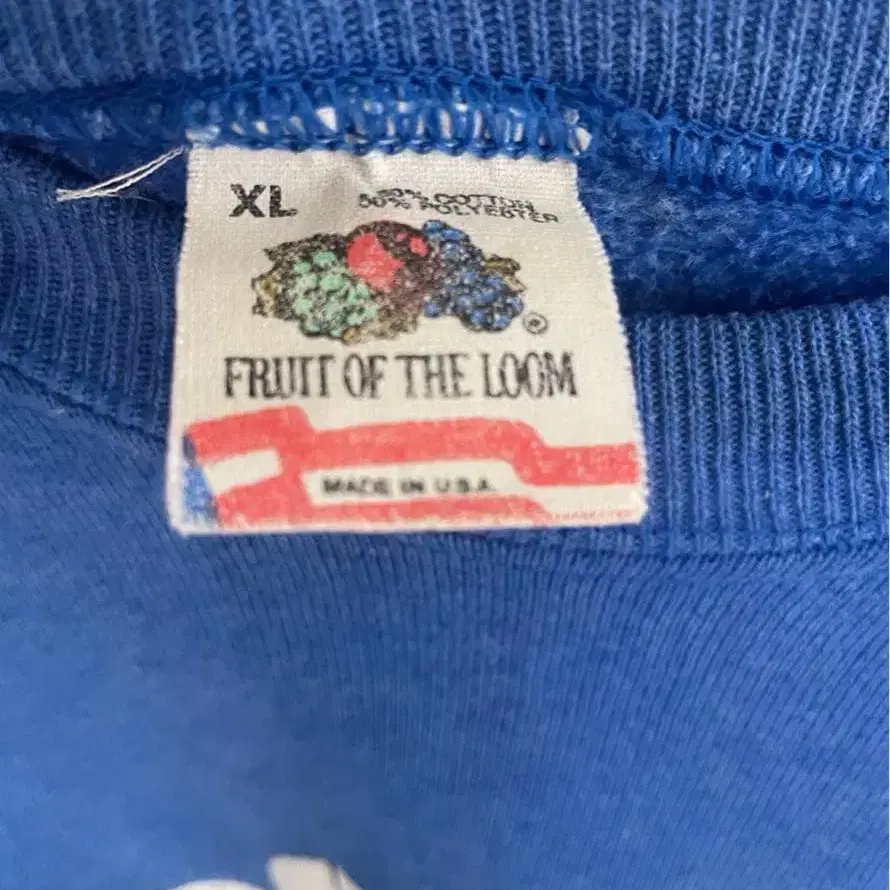 XL
50% COTTON
50% POLYESTER
®
FRUIT OF THE LOOM
MADE IN U.S.A.